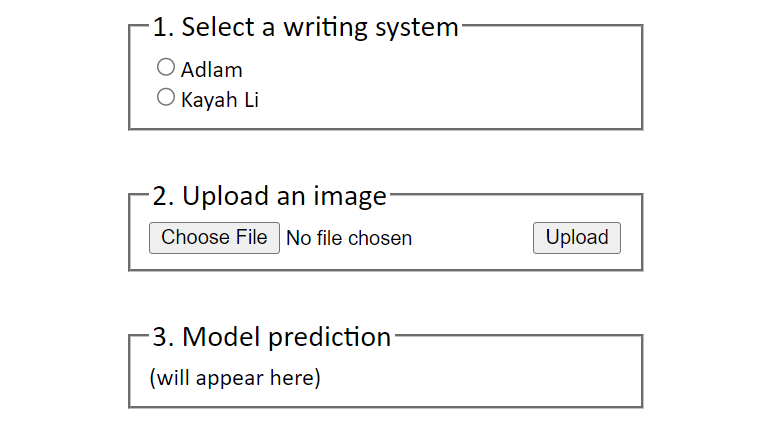 1. Select a writing system
Adlam
Kayah Li
2. Upload an image
Choose File No file chosen Upload
3. Model prediction
(will appear here)